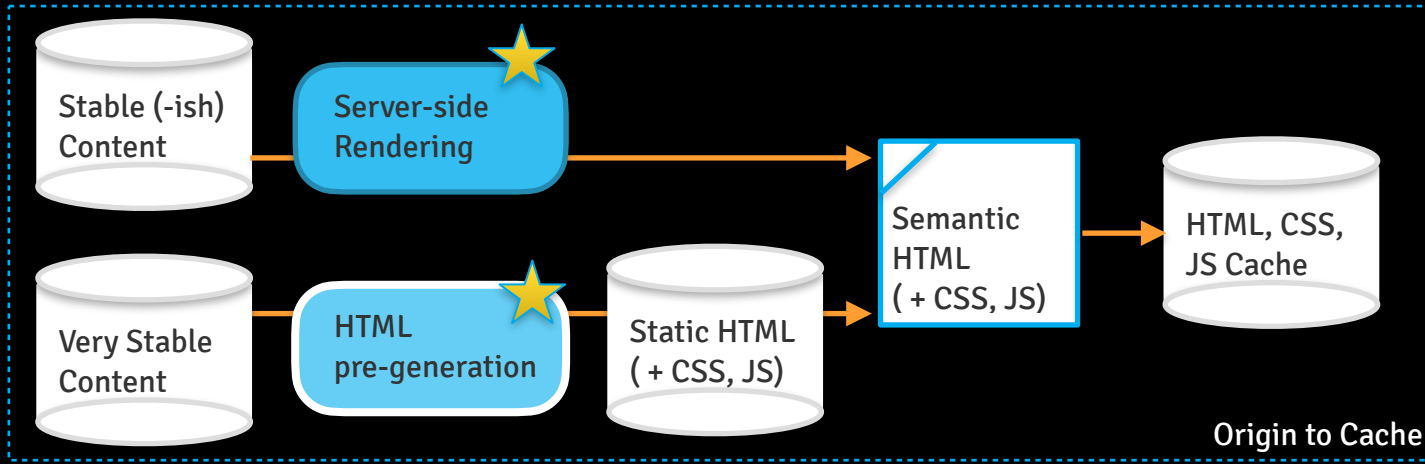 Stable (-ish)
Content
Server-side
Rendering
Semantic
HTML
( + CSS, JS)
HTML, CSS,
JS Cache
Very Stable
Content
HTML
pre-generation
Static HTML
( + CSS, JS)
Origin to Cache